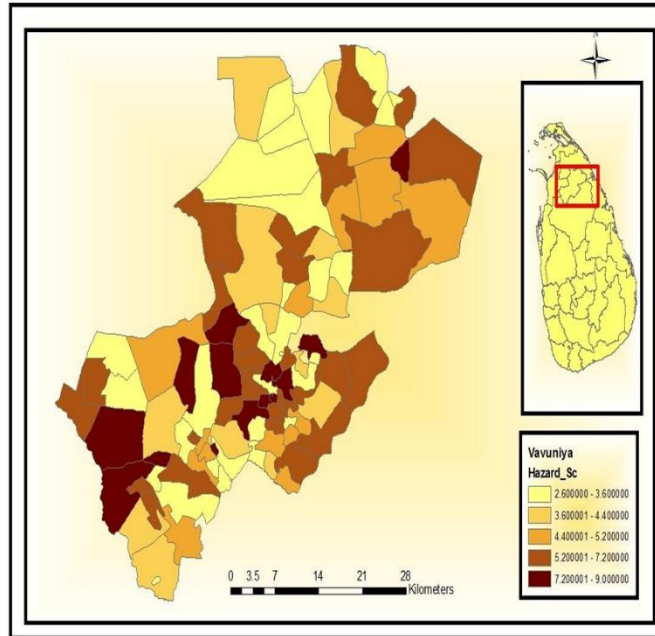 N
Vavuniya
Hazard_Sc
2.600000 - 3.600000
3.600001 - 4.400000
4.400001 - 5.200000
5.200001 - 7.200000
7.200001 - 9.000000
0 3.5 7 14 21 28
Kilometers